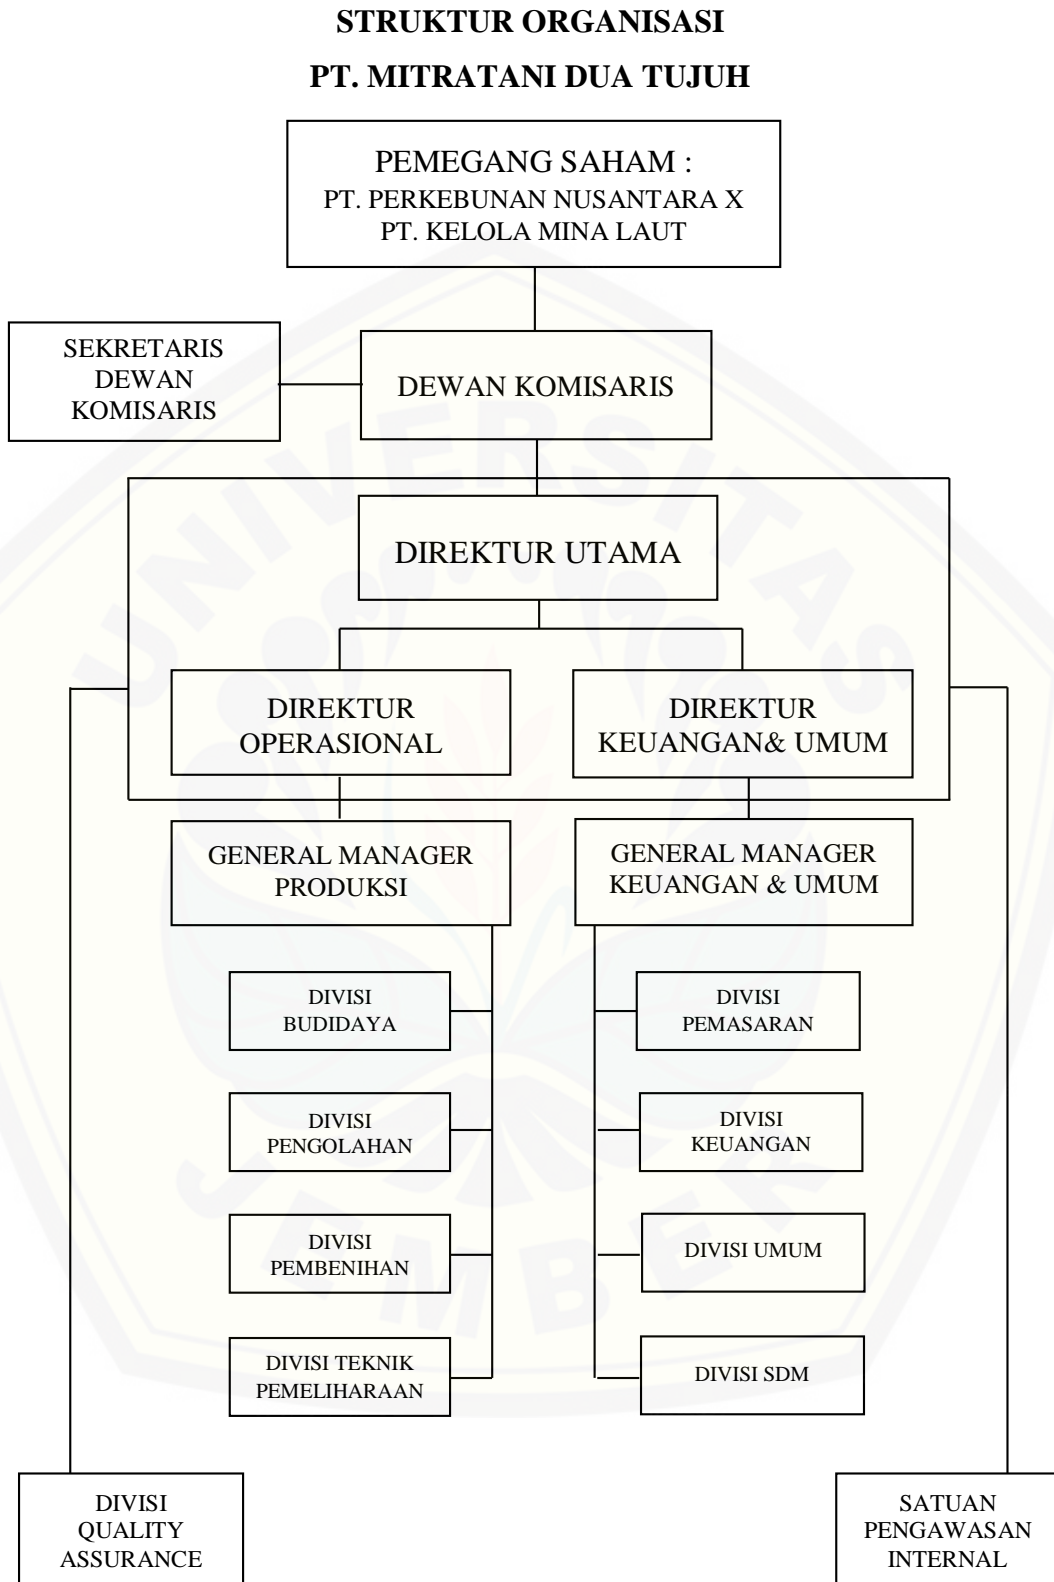 STRUKTUR ORGANISASI
PT. MITRATANI DUA TUJUH
PEMEGANG SAHAM :
PT. PERKEBUNAN NUSANTARA X
PT. KELOLA MINA LAUT
SEKRETARIS
DEWAN
KOMISARIS
DEWAN KOMISARIS
DIREKTUR UTAMA
DIREKTUR
OPERASIONAL
DIREKTUR
KEUANGAN& UMUM
GENERAL MANAGER
PRODUKSI
GENERAL MANAGER
KEUANGAN & UMUM
DIVISI
BUDIDAYA
DIVISI
PEMASARAN
DIVISI
PENGOLAHAN
DIVISI
KEUANGAN
DIVISI
PEMBENIHAN
DIVISI UMUM
DIVISI TEKNIK
PEMELIHARAAN
DIVISI SDM
DIVISI
QUALITY
ASSURANCE
SATUAN
PENGAWASAN
INTERNAL
UNIVERSITAS
JEMBER